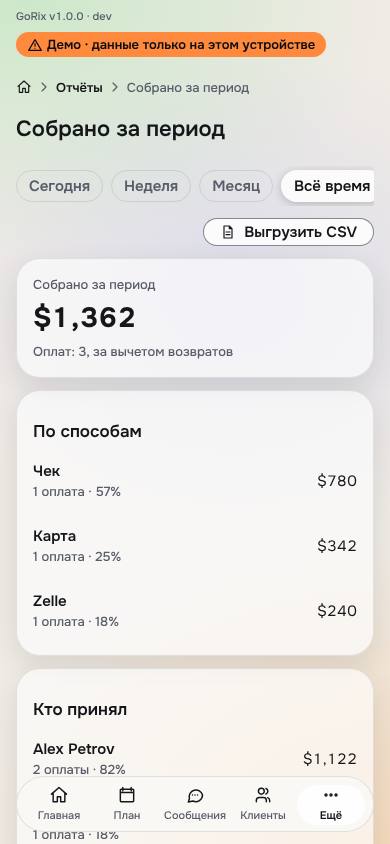 GoRix v1.0.0 · dev
Демо · данные только на этом устройстве
Отчёты > Собрано за период
Собрано за период
Сегодня Неделя Месяц Всё время
Выгрузить CSV
Собрано за период
$1,362
Оплат: 3, за вычетом возвратов
По способам
Чек
1 оплата · 57%
$780
Карта
1 оплата · 25%
$342
Zelle
1 оплата · 18%
$240
Кто принял
Alex Petrov
2 оплаты · 82%
$1,122
Главная План Сообщения Клиенты Ещё
1 оплата · 18%